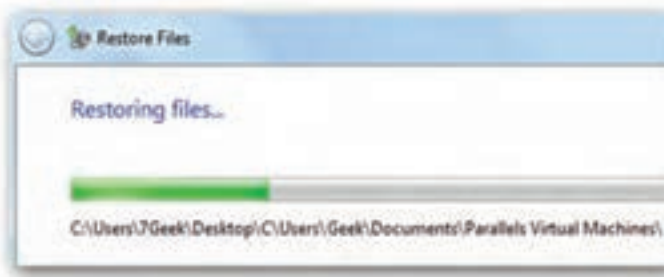 Restore Files
Restoring files...
C:\Users\7Geek\Desktop\C\Users\Geek\Documents\Parallels Virtual Machines\